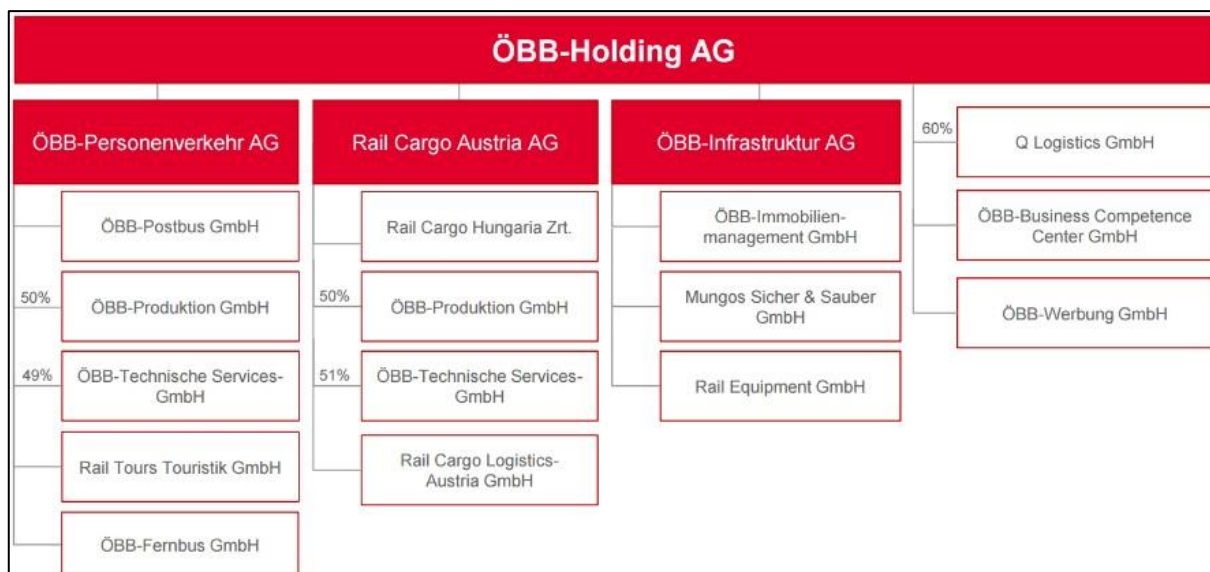 ÖBB-Holding AG
ÖBB-Personenverkehr AG
ÖBB-Postbus GmbH
50%
ÖBB-Produktion GmbH
49%
ÖBB-Technische Services-
GmbH
Rail Tours Touristik GmbH
ÖBB-Fernbus GmbH
Rail Cargo Austria AG
Rail Cargo Hungaria Zrt.
50%
ÖBB-Produktion GmbH
51%
ÖBB-Technische Services-
GmbH
Rail Cargo Logistics-
Austria GmbH
ÖBB-Infrastruktur AG
ÖBB-Immobilien-
management GmbH
Mungos Sicher & Sauber
GmbH
Rail Equipment GmbH
60%
Q Logistics GmbH
ÖBB-Business Competence
Center GmbH
ÖBB-Werbung GmbH